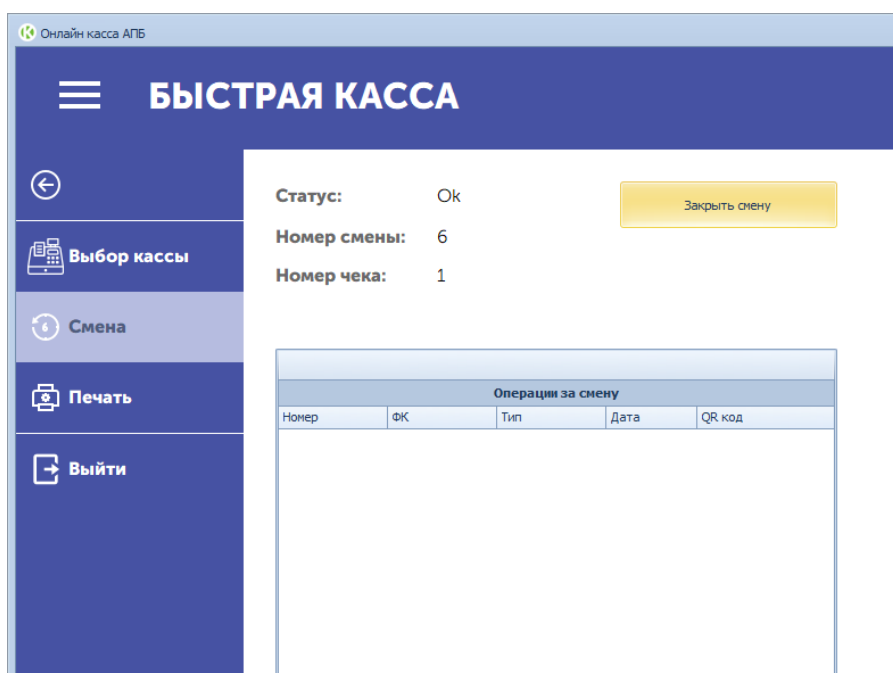 Онлайн касса АПБ
БЫСТРАЯ КАССА
Статус: Ok
Закрыть смену
Номер смены: 6
Номер чека: 1
Выбор кассы
6 Смена
Печать
Выйти
Операции за смену
Номер ФК Тип Дата QR код